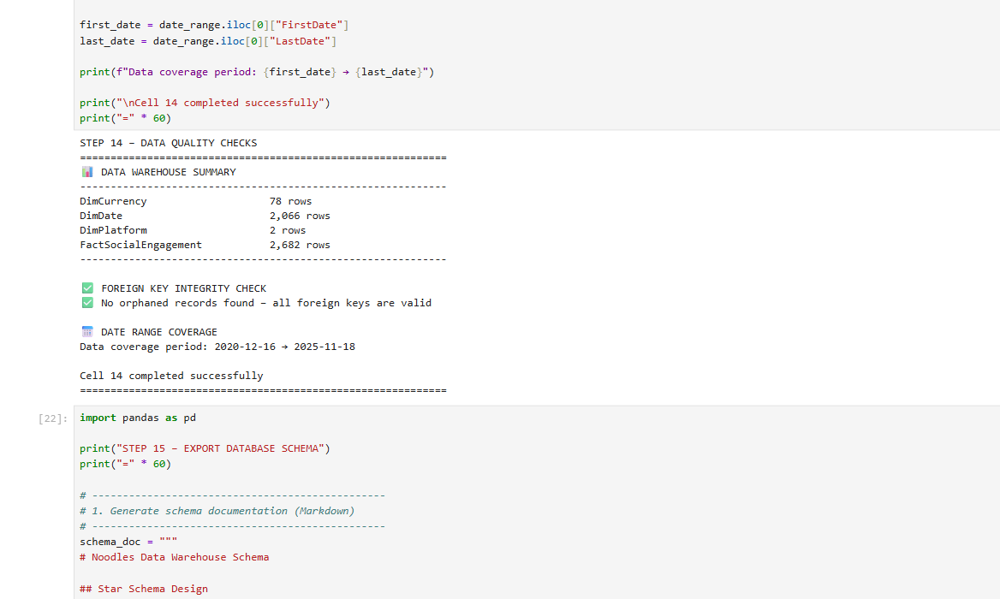 first_date = date_range.iloc[0]["FirstDate"]
last_date = date_range.iloc[0]["LastDate"]
print(f"Data coverage period: {first_date} → {last_date}")
print("\nCell 14 completed successfully")
print("=" * 60)
STEP 14 – DATA QUALITY CHECKS
============================================================
📊 DATA WAREHOUSE SUMMARY
------------------------------------------------------------
DimCurrency                    78 rows
DimDate                        2,066 rows
DimPlatform                    2 rows
FactSocialEngagement           2,682 rows
------------------------------------------------------------
✅ FOREIGN KEY INTEGRITY CHECK
✅ No orphaned records found – all foreign keys are valid
📅 DATE RANGE COVERAGE
Data coverage period: 2020-12-16 → 2025-11-18
Cell 14 completed successfully
============================================================
[22]: import pandas as pd
print("STEP 15 – EXPORT DATABASE SCHEMA")
print("=" * 60)
# ------------------------------------------------
# 1. Generate schema documentation (Markdown)
# ------------------------------------------------
schema_doc = """
# Noodles Data Warehouse Schema
## Star Schema Design